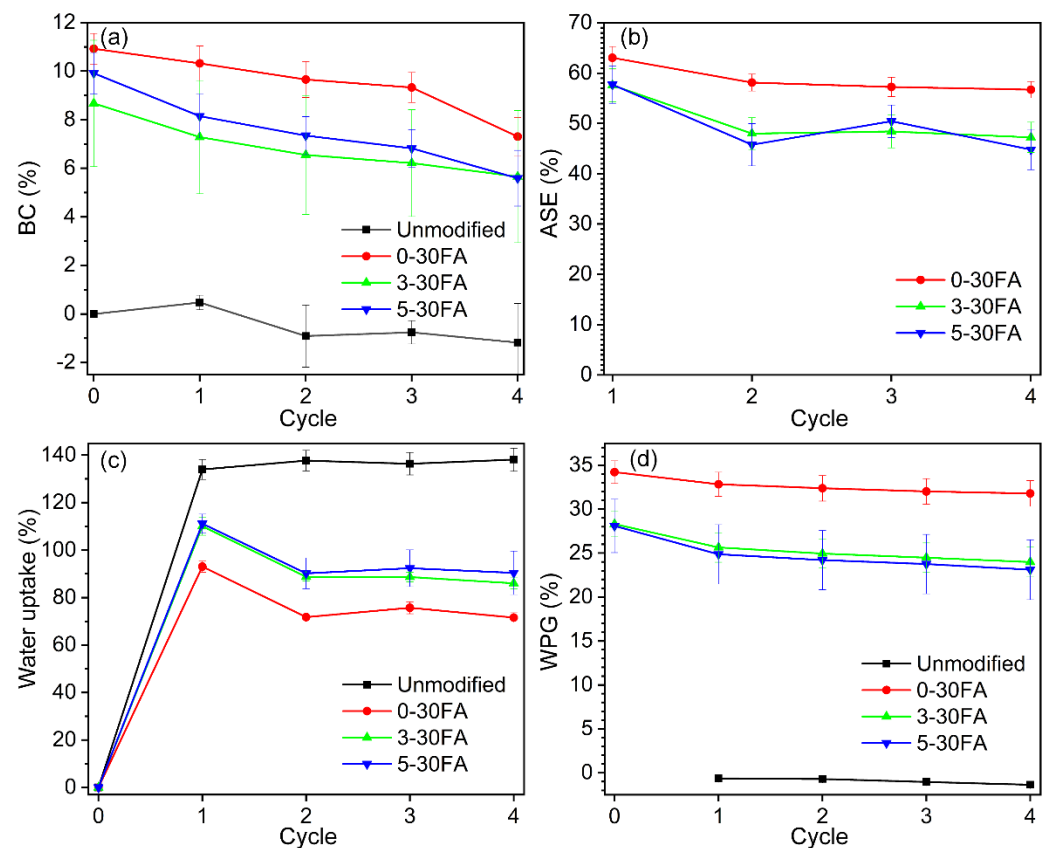 (a)
BC (%)
12
10
8
6
4
2
0
-2
0 1 2 3 4
Cycle
Unmodified
0-30FA
3-30FA
5-30FA
(b)
ASE (%)
70
60
50
40
30
20
10
0
1 2 3 4
Cycle
0-30FA
3-30FA
5-30FA
(c)
Water uptake (%)
140
120
100
80
60
40
20
0
0 1 2 3 4
Cycle
Unmodified
0-30FA
3-30FA
5-30FA
(d)
WPG (%)
35
30
25
20
15
10
5
0
0 1 2 3 4
Cycle
Unmodified
0-30FA
3-30FA
5-30FA